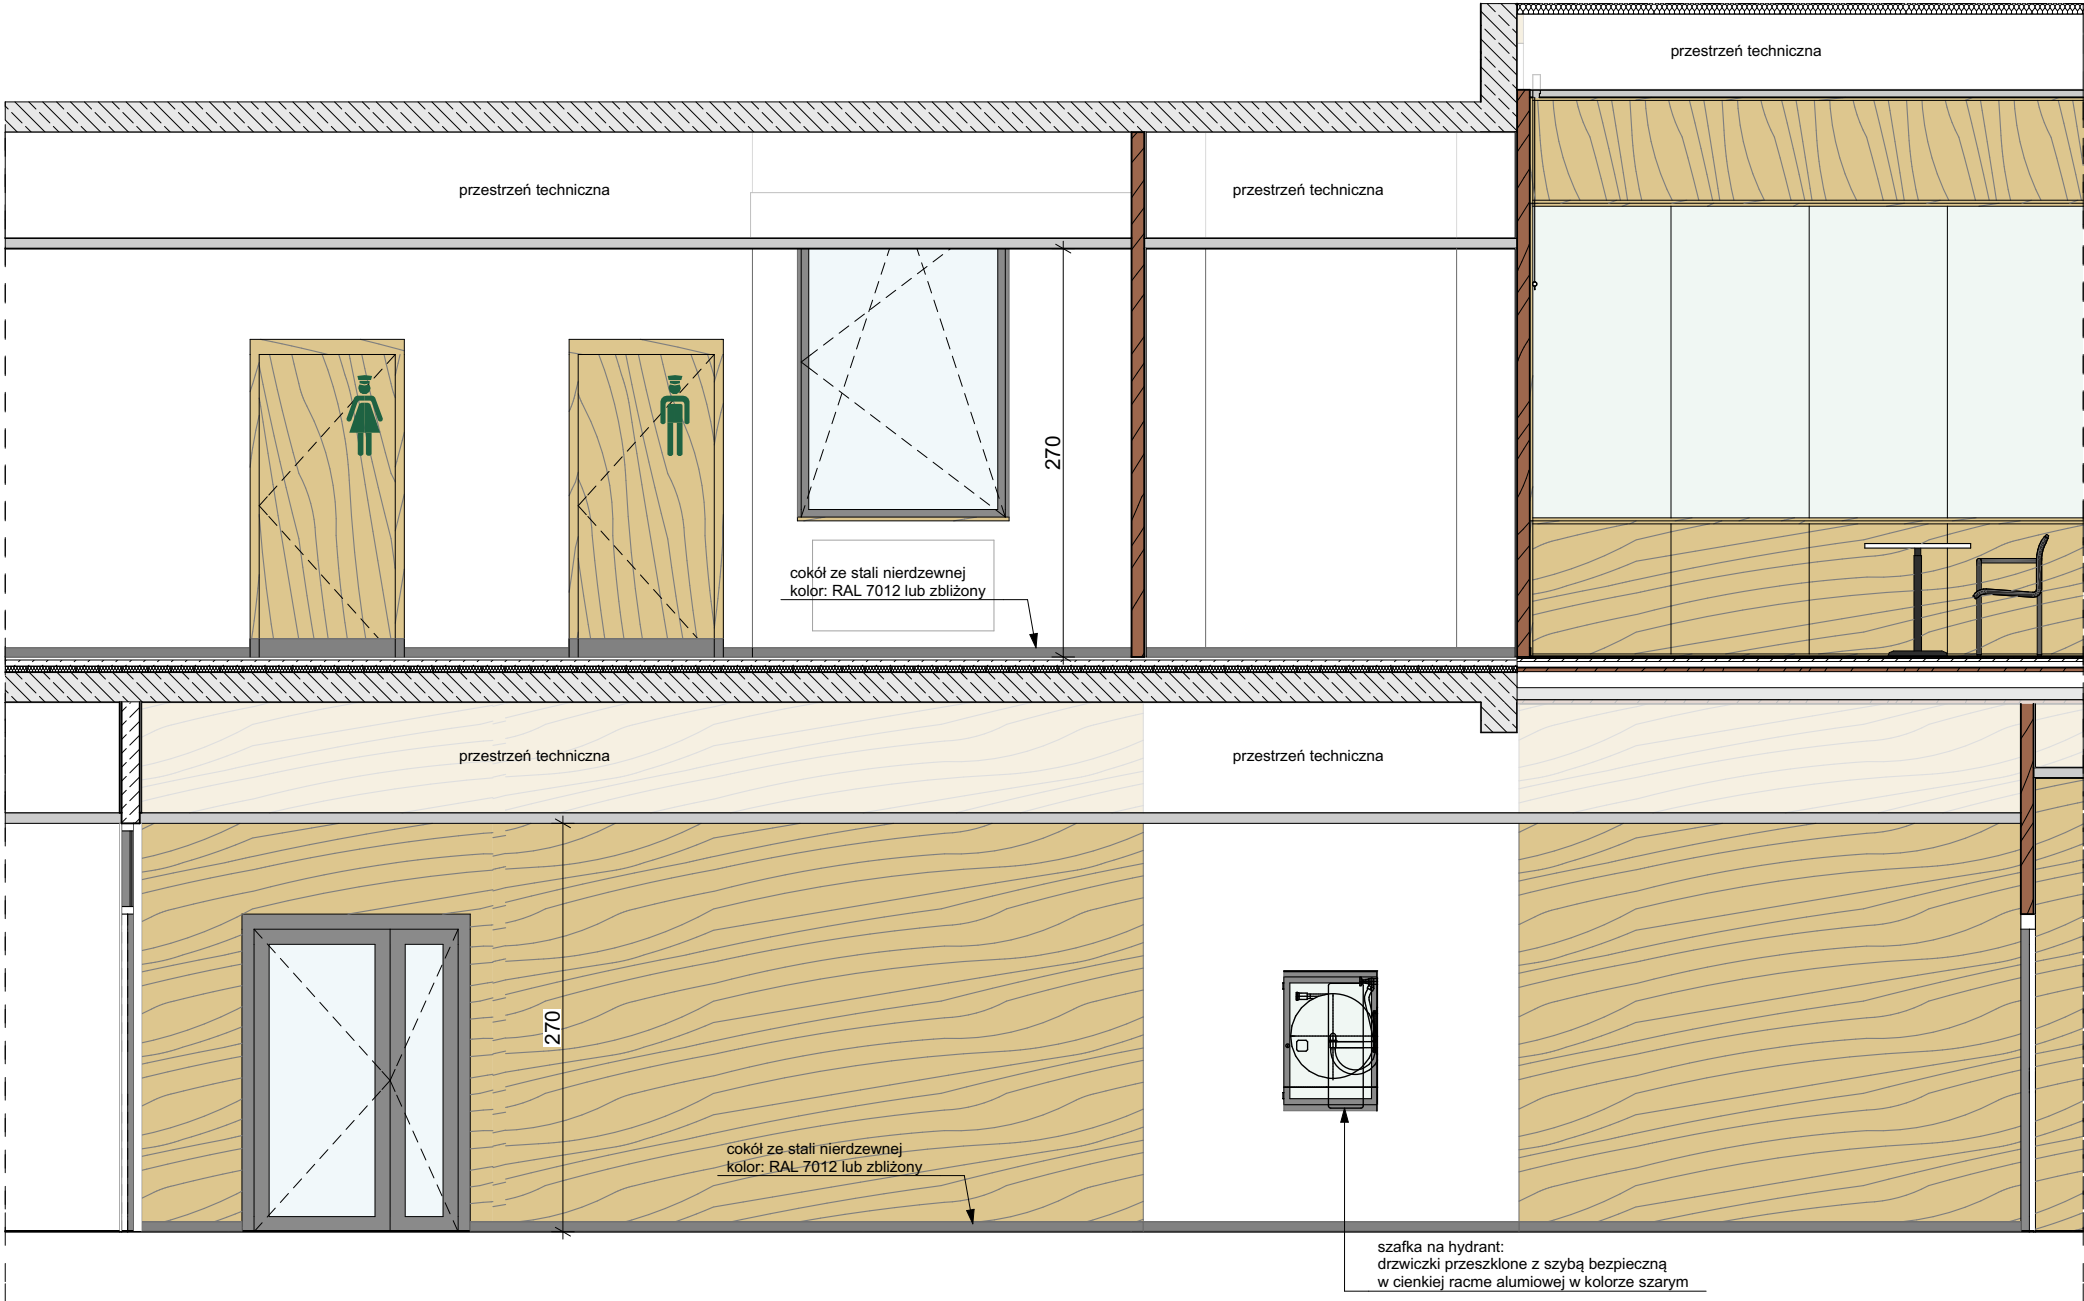 przestrzeń techniczna
przestrzeń techniczna
przestrzeń techniczna
270
cokół ze stali nierdzewnej
kolor: RAL 7012 lub zbliżony
przestrzeń techniczna
przestrzeń techniczna
270
cokół ze stali nierdzewnej
kolor: RAL 7012 lub zbliżony
szafka na hydrant:
drzwiczki przeszklone z szybą bezpieczną
w cienkiej racme alumiowej w kolorze szarym